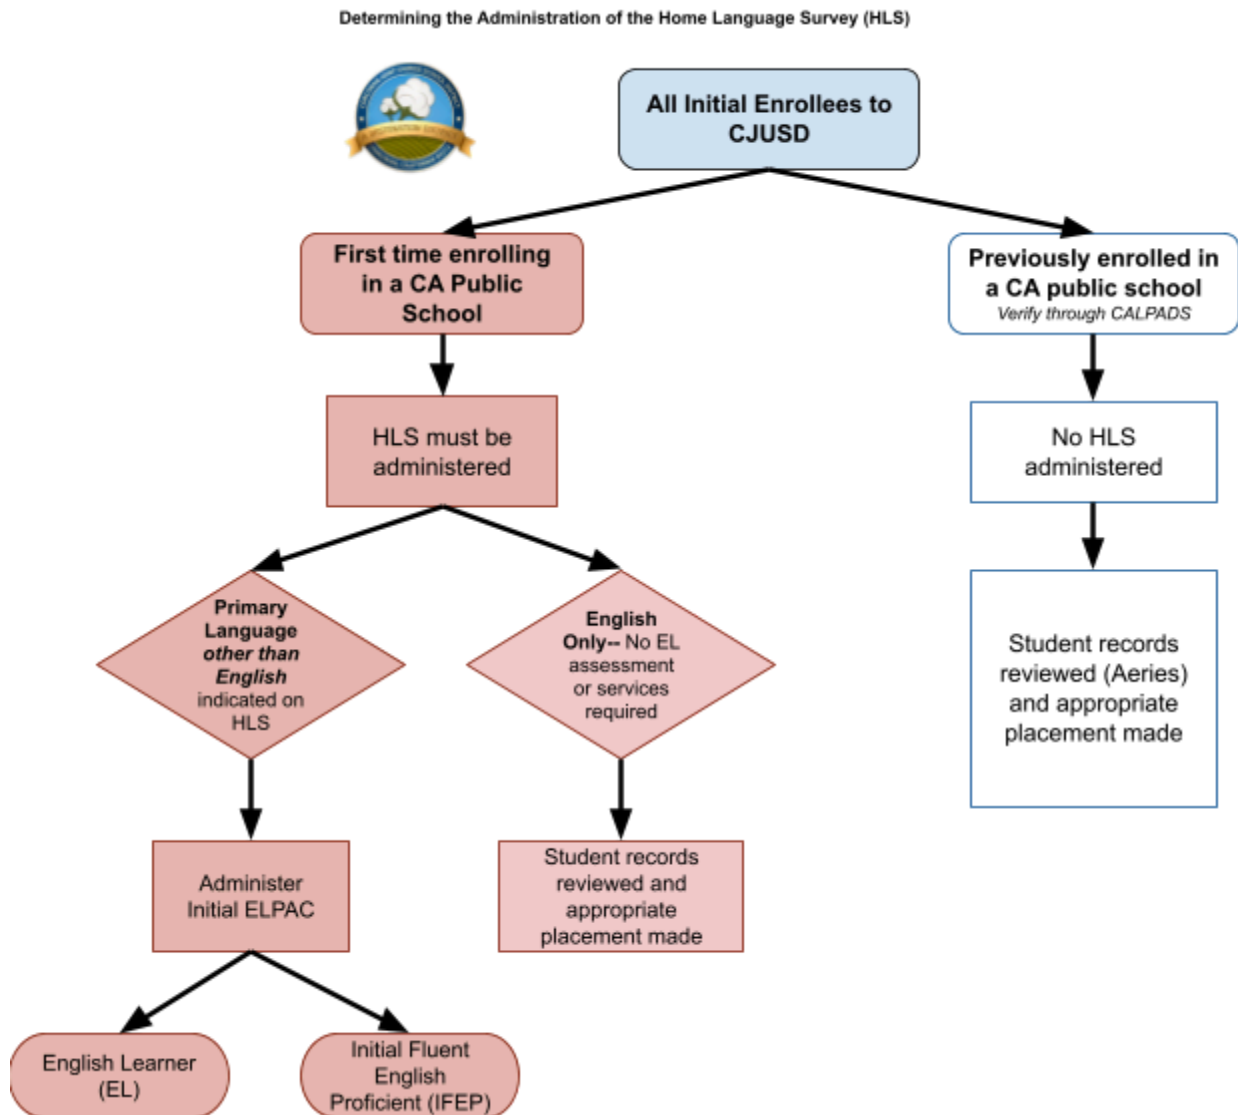 Determining the Administration of the Home Language Survey (HLS)
All Initial Enrollees to
CJUSD
First time enrolling
in a CA Public
School
Previously enrolled in
a CA public school
Verify through CALPADS
HLS must be
administered
No HLS
administered
Primary
Language
other than
English
indicated on
HLS
English
Only-- No EL
assessment
or services
required
Student records
reviewed (Aeries)
and appropriate
placement made
Administer
Initial ELPAC
Student records
reviewed and
appropriate
placement made
English Learner
(EL)
Initial Fluent
English
Proficient (IFEP)